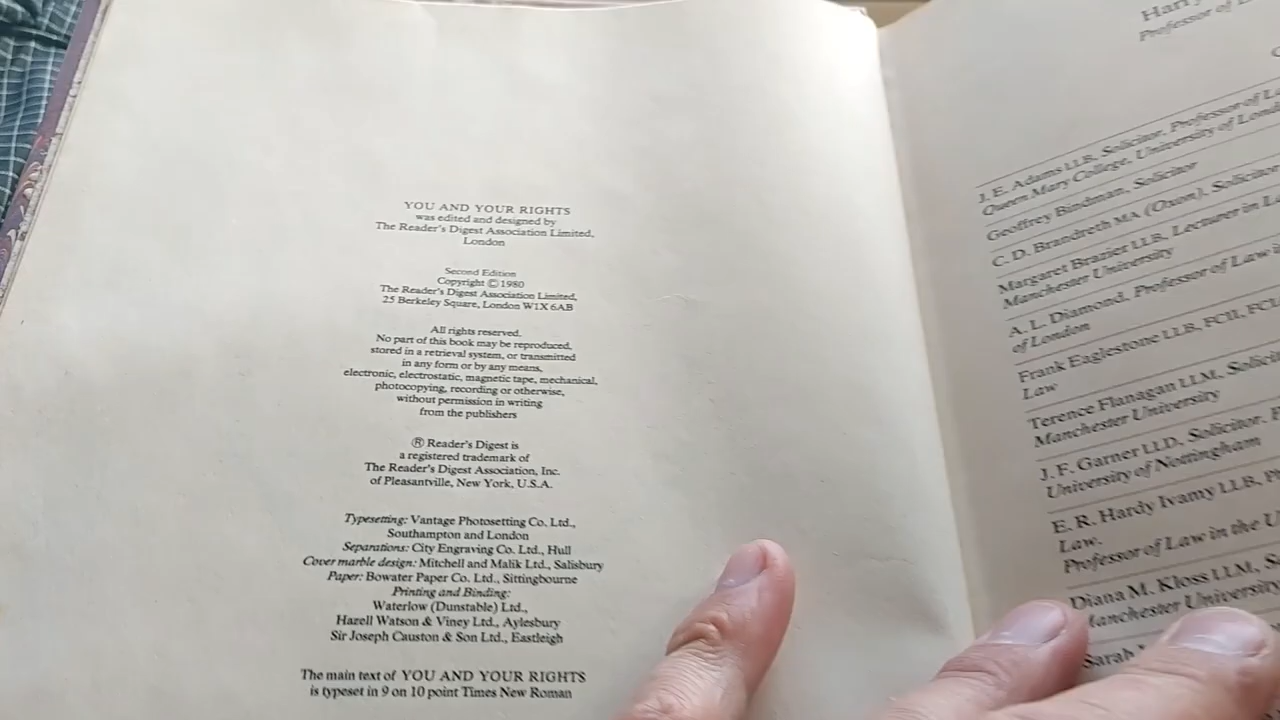 YOU AND YOUR RIGHTS
was edited and designed by
The Reader's Digest Association Limited,
London
Second Edition
Copyright © 1980
The Reader's Digest Association Limited,
25 Berkeley Square, London W1X 6AB
All rights reserved.
No part of this book may be reproduced,
stored in a retrieval system, or transmitted
in any form or by any means,
electronic, electrostatic, magnetic tape, mechanical,
photocopying, recording or otherwise,
without permission in writing
from the publishers
® Reader's Digest is
a registered trademark of
The Reader's Digest Association, Inc.
of Pleasantville, New York, U.S.A.
Typesetting: Vantage Photosetting Co. Ltd.,
Southampton and London
Separations: City Engraving Co. Ltd., Hull
Cover marble design: Mitchell and Malik Ltd., Salisbury
Paper: Bowater Paper Co. Ltd., Sittingbourne
Printing and Binding:
Waterlow (Dunstable) Ltd.,
Hazell Watson & Viney Ltd., Aylesbury
Sir Joseph Causton & Son Ltd., Eastleigh
The main text of YOU AND YOUR RIGHTS
is typeset in 9 on 10 point Times New Roman
Professor of
J. E. Adams LLB, Solicitor, Professor of
Queen Mary College, University of
Geoffrey Bindman, Solicitor
C. D. Brandreth MA (Oxon), Solicitor
Margaret Brazier LLB, Lecturer in
Manchester University
A. L. Diamond, Professor of Law
of London
Frank Eaglestone LLB, FCII,
Law
Terence Flanagan LLM,
Manchester University
J. F. Garner LLD, Solicitor,
University of Nottingham
E. R. Hardy Ivamy LLB,
Law.
Professor of Law in the
Diana M. Kloss LLM,
Manchester University
Sarah